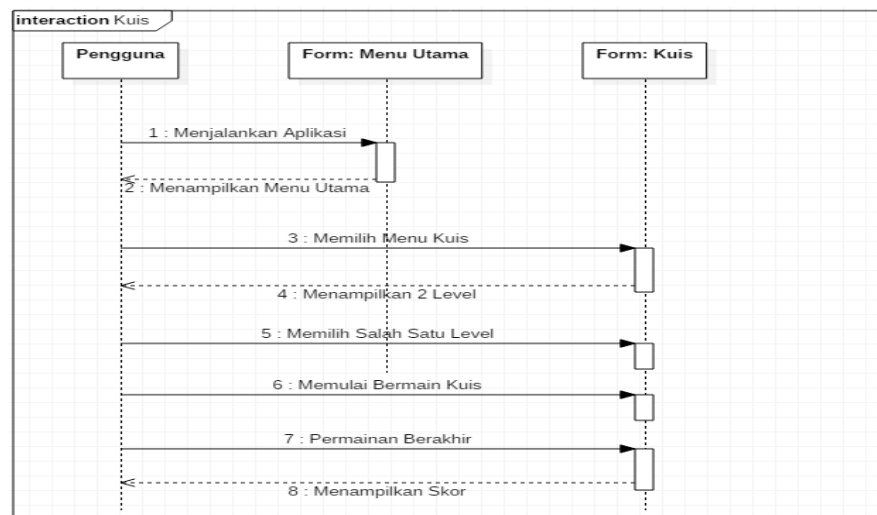 interaction Kuis
Pengguna
Form: Menu Utama
Form: Kuis
1 : Menjalankan Aplikasi
2 : Menampilkan Menu Utama
3 : Memilih Menu Kuis
4 : Menampilkan 2 Level
5 : Memilih Salah Satu Level
6 : Memulai Bermain Kuis
7 : Permainan Berakhir
8 : Menampilkan Skor